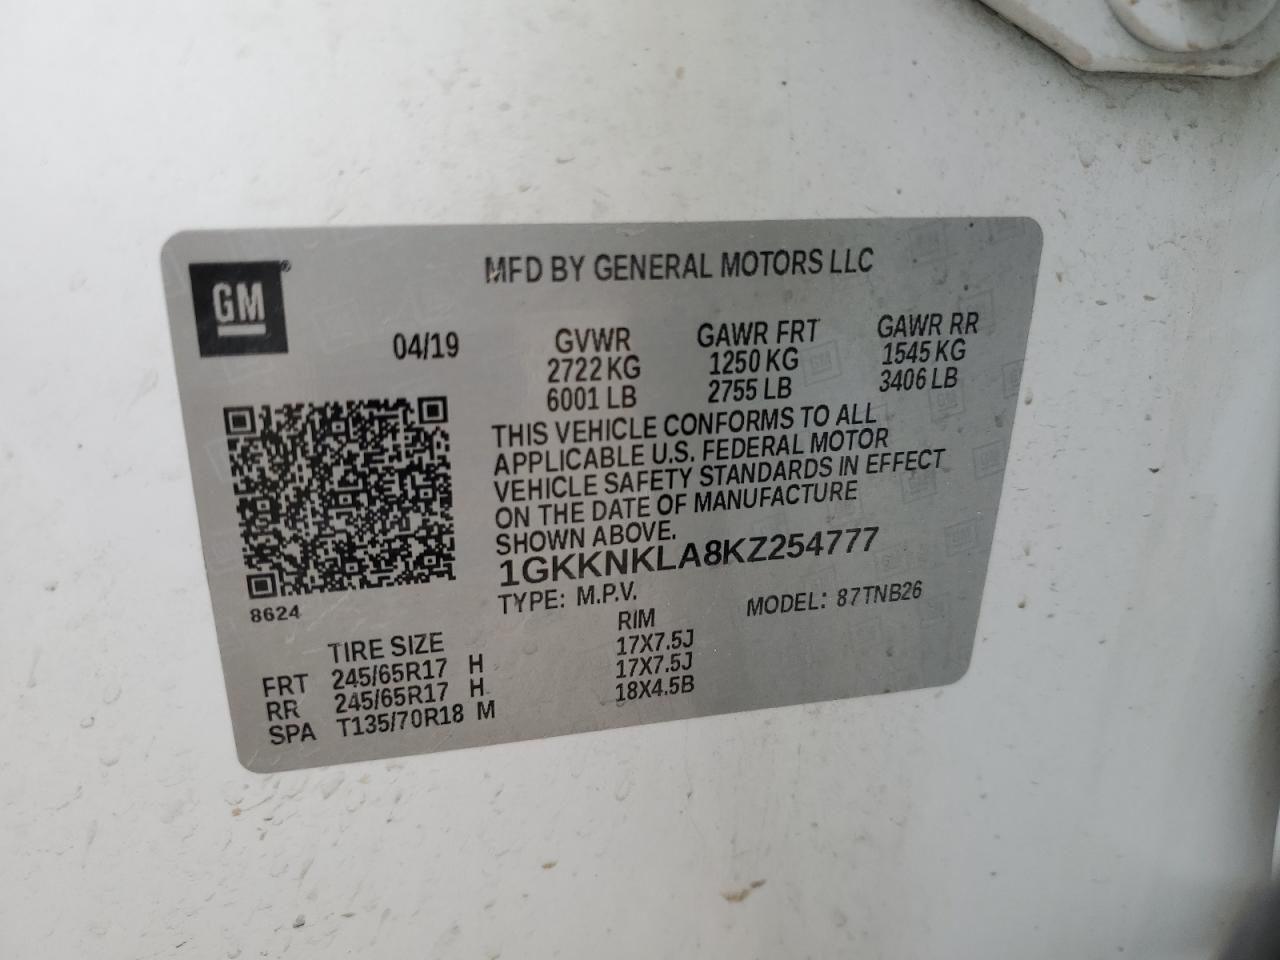 GM®
MFD BY GENERAL MOTORS LLC
04/19
GVWR GAWR FRT GAWR RR
2722 KG 1250 KG 1545 KG
6001 LB 2755 LB 3406 LB
THIS VEHICLE CONFORMS TO ALL
APPLICABLE U.S. FEDERAL MOTOR
VEHICLE SAFETY STANDARDS IN EFFECT
ON THE DATE OF MANUFACTURE
SHOWN ABOVE.
1GKKNKLA8KZ254777
8624
TYPE: M.P.V. MODEL: 87TNB26
TIRE SIZE RIM
FRT 245/65R17 H 17X7.5J
RR 245/65R17 H 17X7.5J
SPA T135/70R18 M 18X4.5B